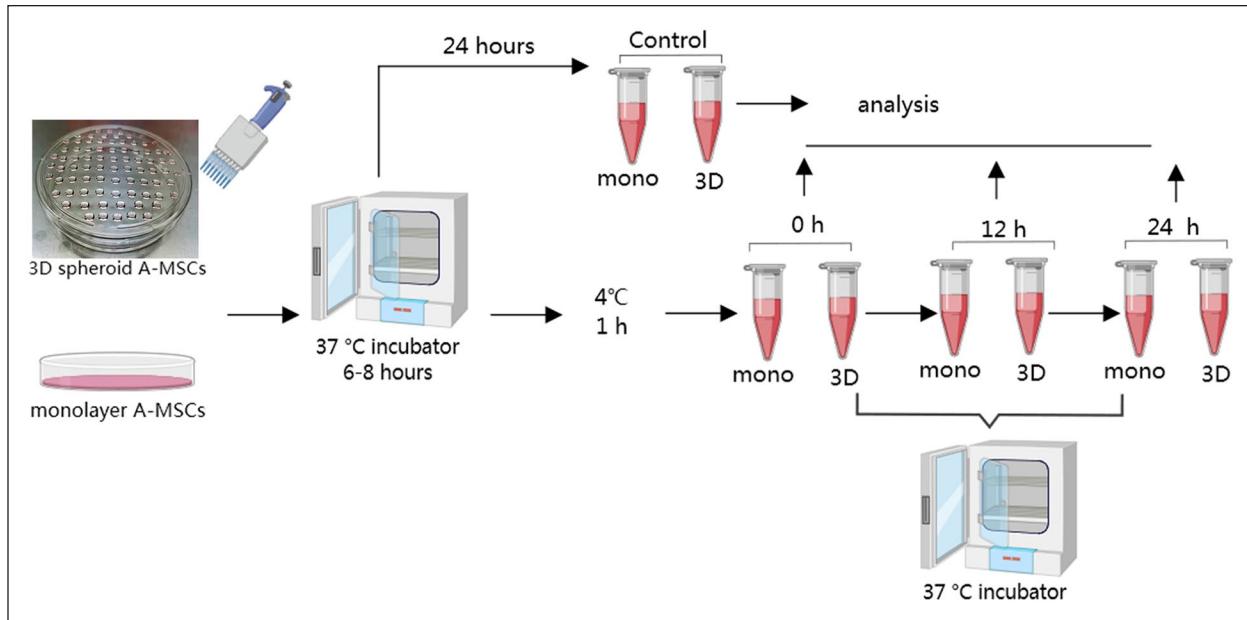 24 hours
Control
analysis
mono 3D
3D spheroid A-MSCs
0 h 12 h 24 h
4℃
1 h
37 °C incubator
6-8 hours
mono 3D mono 3D mono 3D
monolayer A-MSCs
37 °C incubator